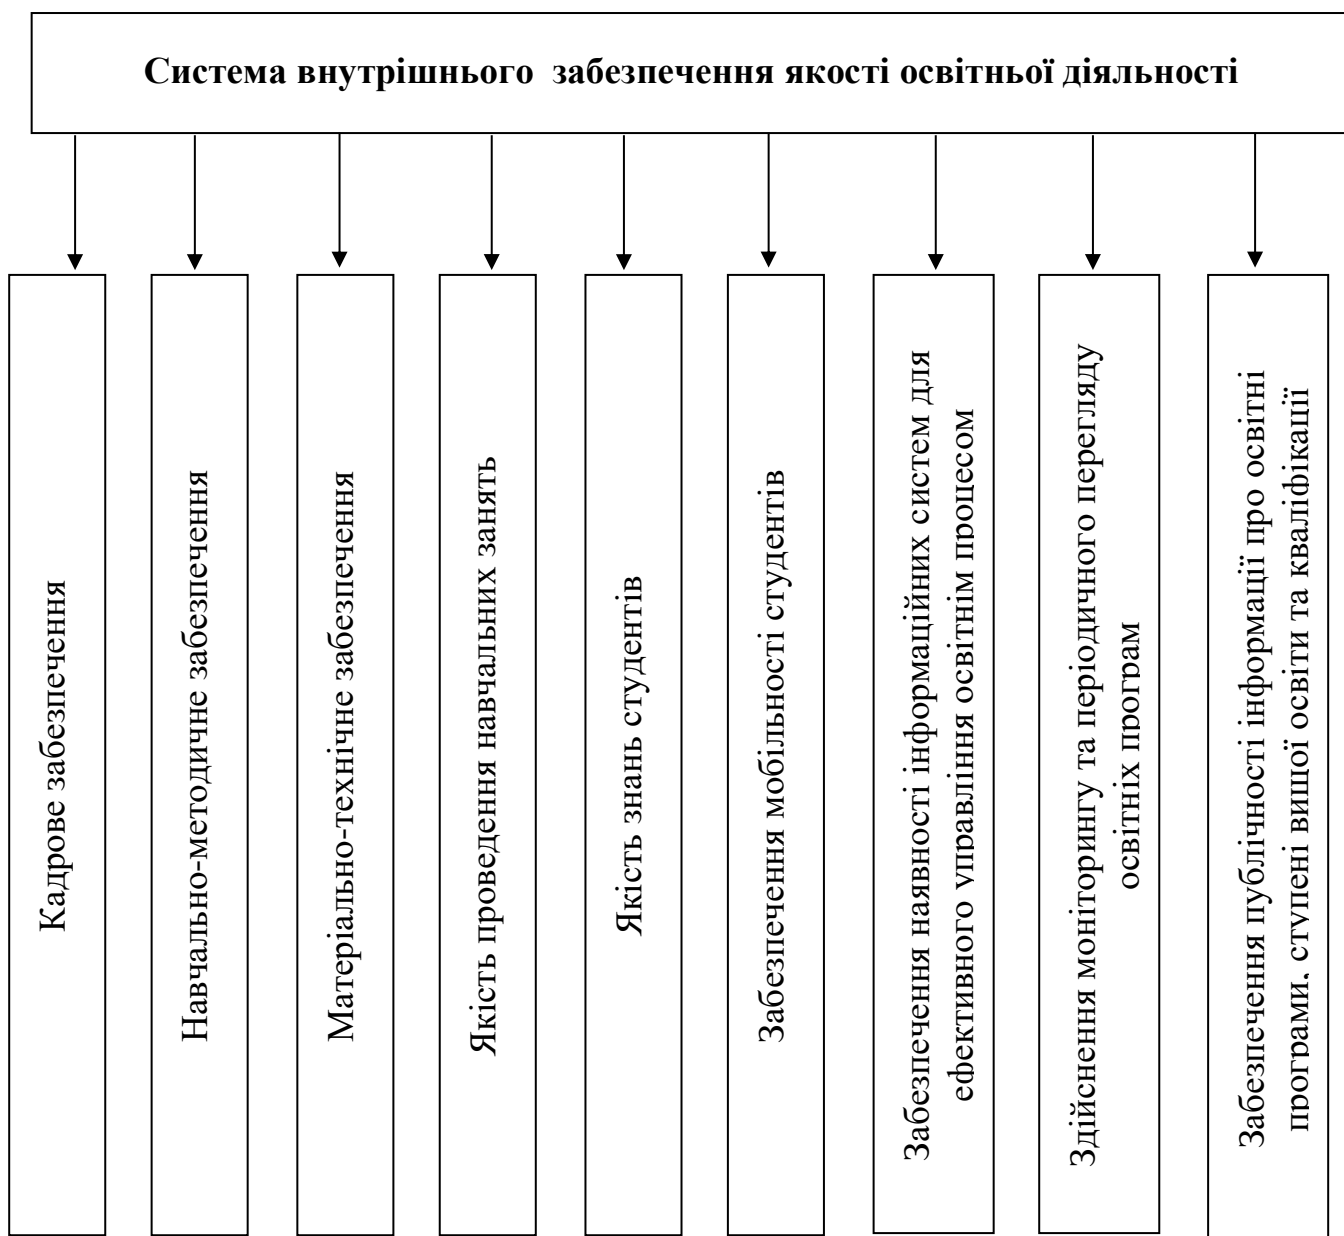 Система внутрішнього забезпечення якості освітньої діяльності
Кадрове забезпечення
Навчально-методичне забезпечення
Матеріально-технічне забезпечення
Якість проведення навчальних занять
Якість знань студентів
Забезпечення мобільності студентів
Забезпечення наявності інформаційних систем для
ефективного управління освітнім процесом
Здійснення моніторингу та періодичного перегляду
освітніх програм
Забезпечення публічності інформації про освітні
програми, ступені вищої освіти та кваліфікації